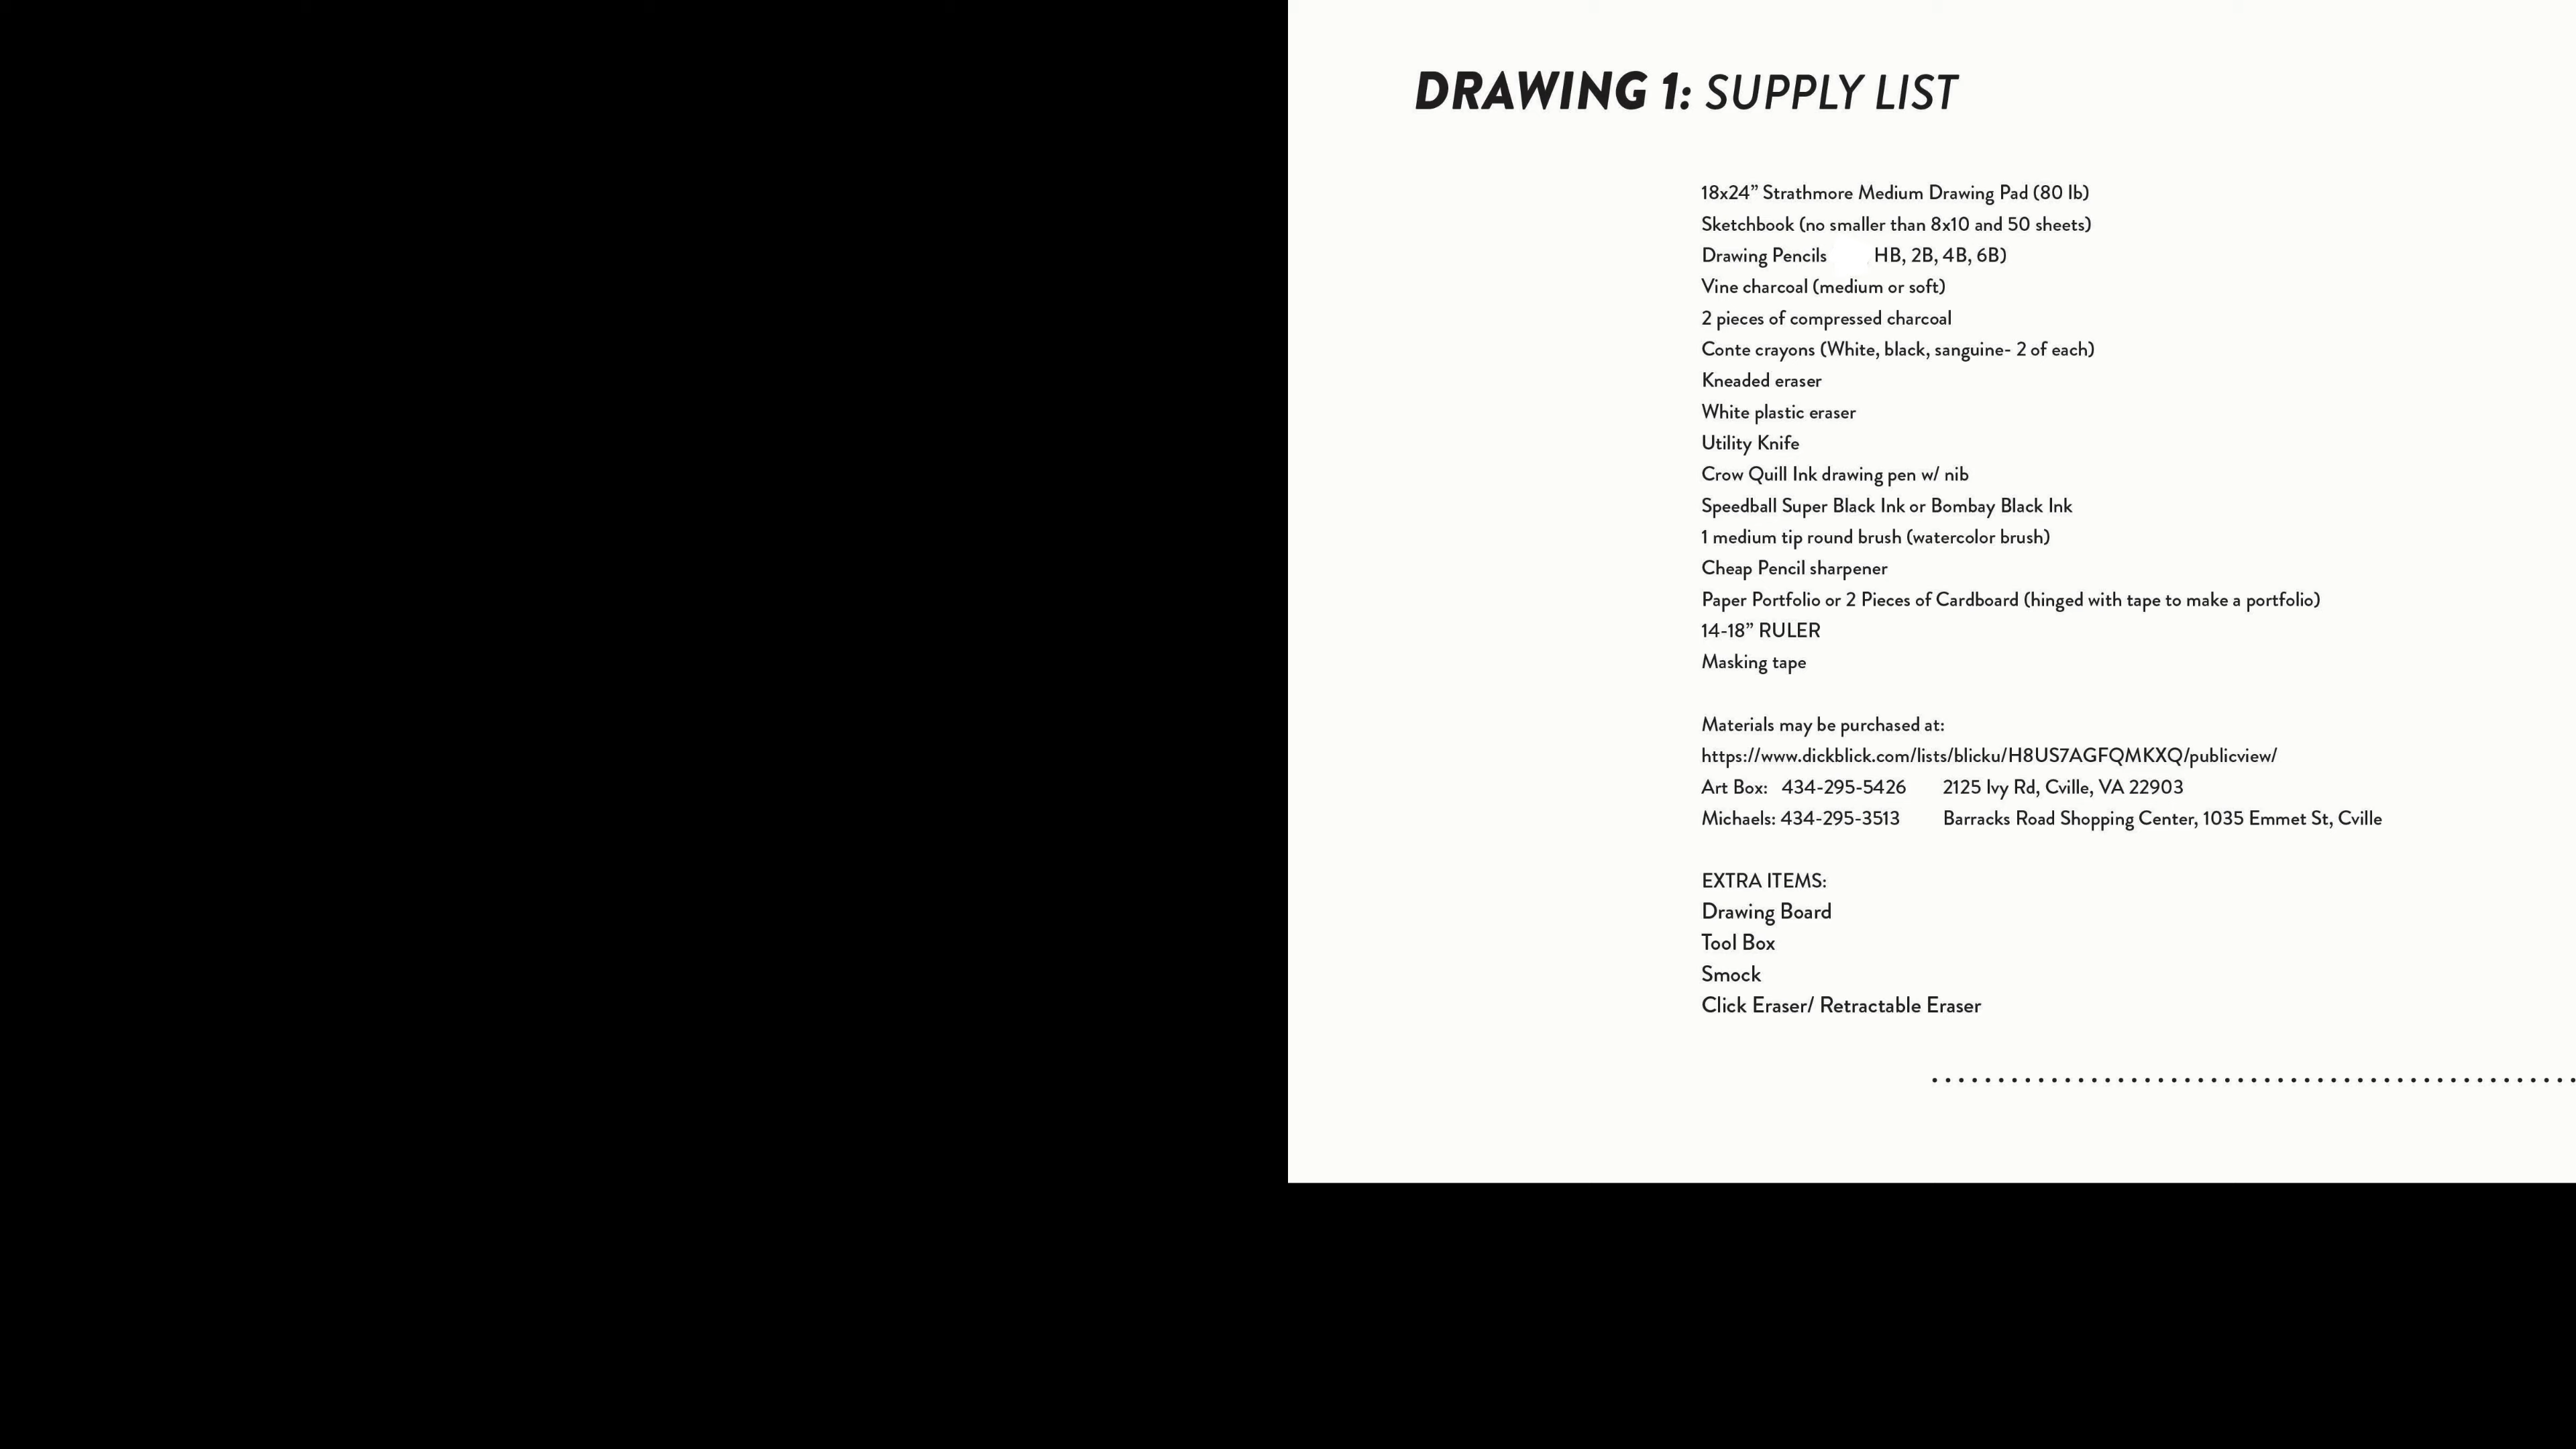 DRAWING 1: SUPPLY LIST
18x24” Strathmore Medium Drawing Pad (80 lb)
Sketchbook (no smaller than 8x10 and 50 sheets)
Drawing Pencils HB, 2B, 4B, 6B)
Vine charcoal (medium or soft)
2 pieces of compressed charcoal
Conte crayons (White, black, sanguine- 2 of each)
Kneaded eraser
White plastic eraser
Utility Knife
Crow Quill Ink drawing pen w/ nib
Speedball Super Black Ink or Bombay Black Ink
1 medium tip round brush (watercolor brush)
Cheap Pencil sharpener
Paper Portfolio or 2 Pieces of Cardboard (hinged with tape to make a portfolio)
14-18” RULER
Masking tape
Materials may be purchased at:
https://www.dickblick.com/lists/blicku/H8US7AGFQMKXQ/publicview/
Art Box: 434-295-5426 2125 Ivy Rd, Cville, VA 22903
Michaels: 434-295-3513 Barracks Road Shopping Center, 1035 Emmet St, Cville
EXTRA ITEMS:
Drawing Board
Tool Box
Smock
Click Eraser/ Retractable Eraser